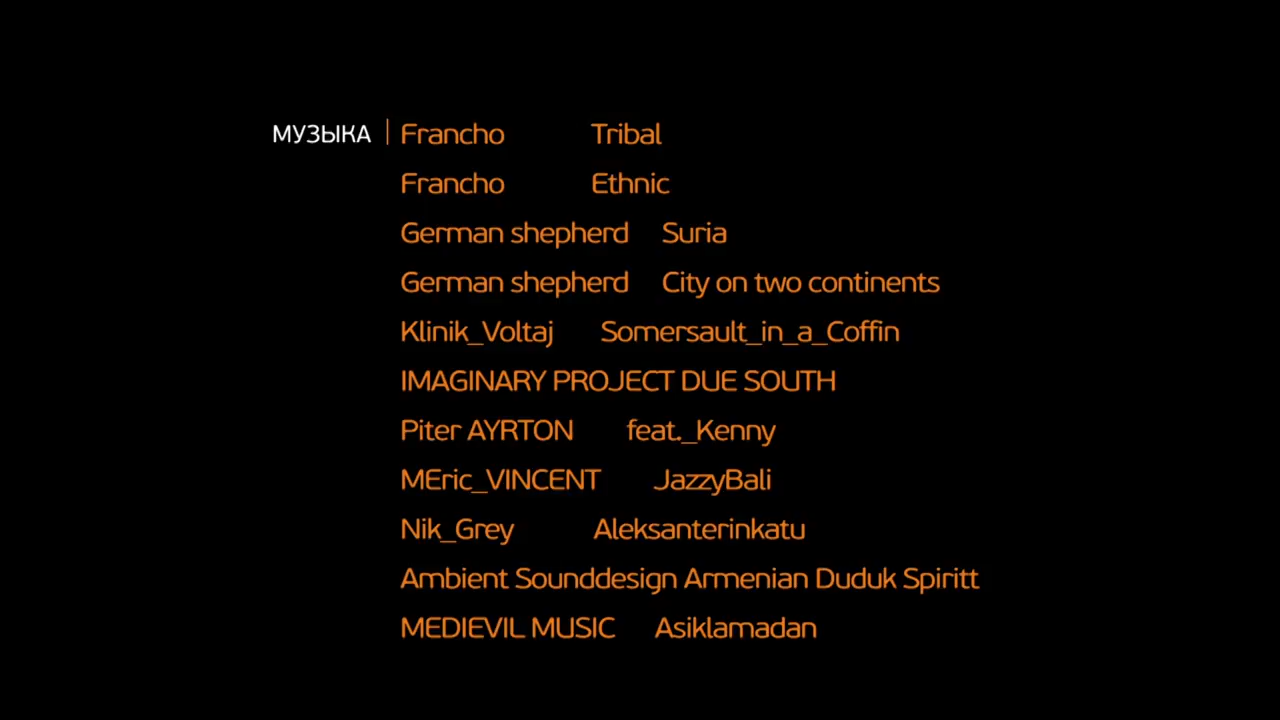 МУЗЫКА | Francho Tribal
Francho Ethnic
German shepherd Suria
German shepherd City on two continents
Klinik_Voltaj Somersault_in_a_Coffin
IMAGINARY PROJECT DUE SOUTH
Piter AYRTON feat._Kenny
MEric_VINCENT JazzyBali
Nik_Grey Aleksanterinkatu
Ambient Sounddesign Armenian Duduk Spiritt
MEDIEVIL MUSIC Asiklamadan